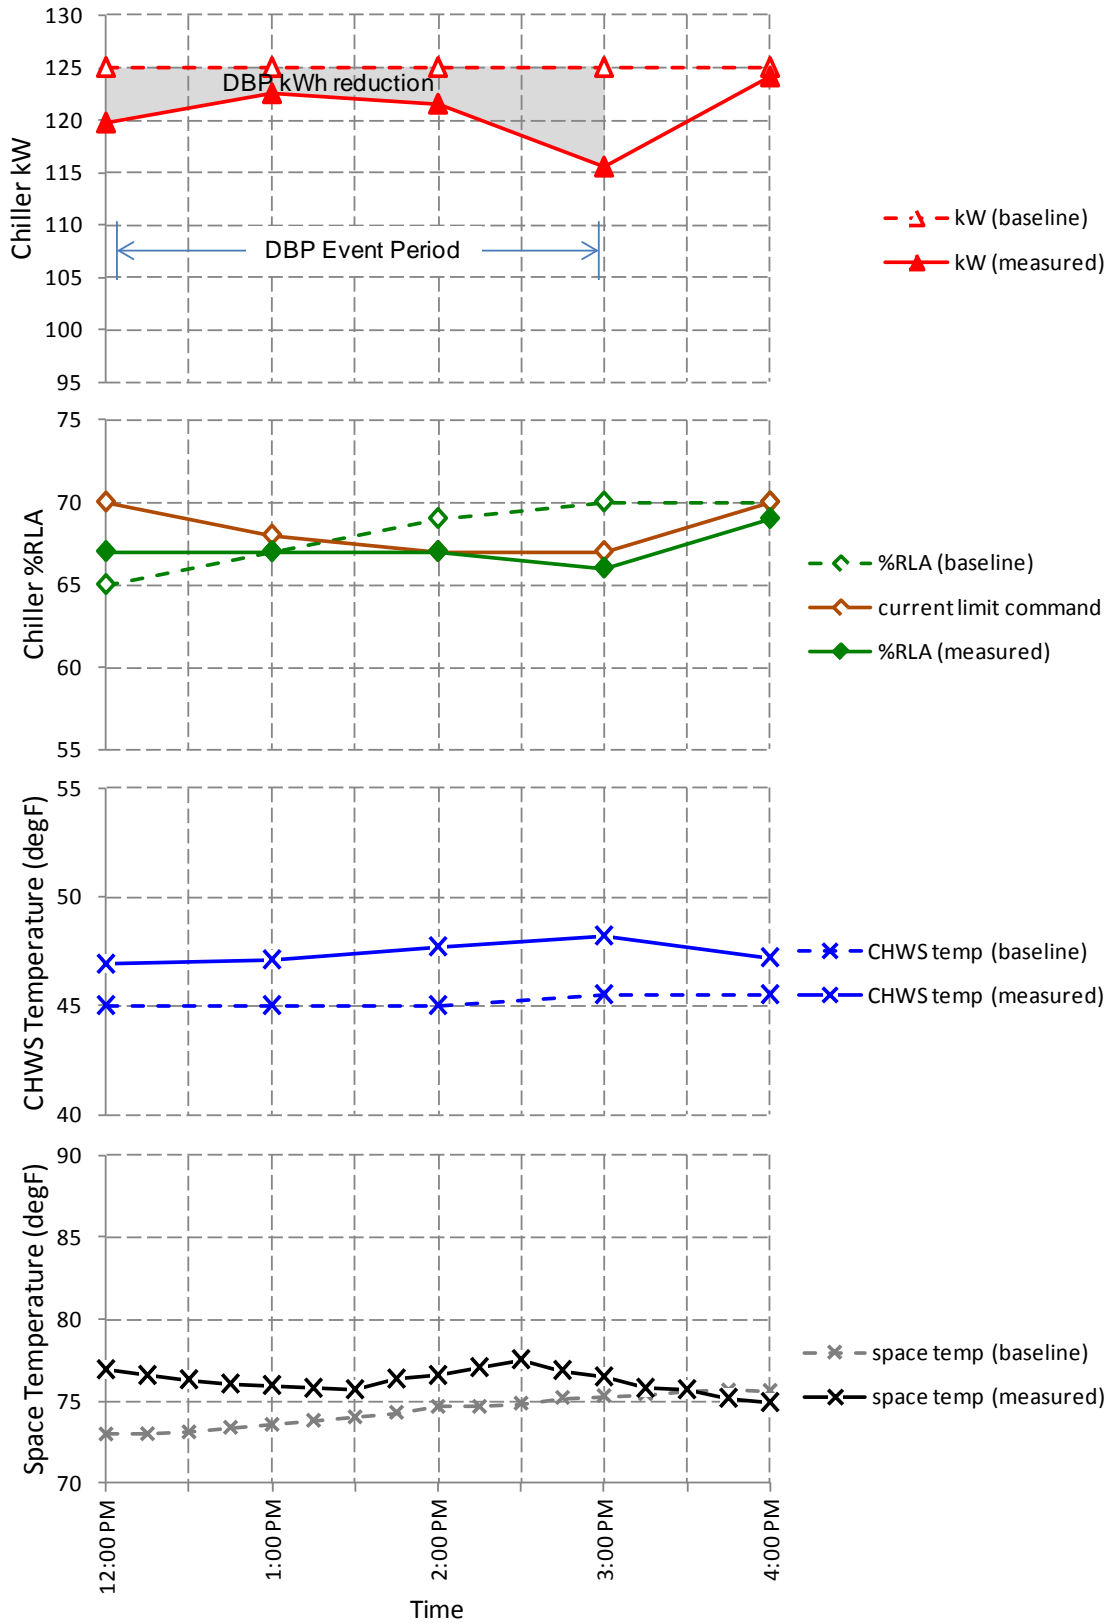 130
125
120
115
110
105
100
95
Chiller kW
DBP kWh reduction
DBP Event Period
kW (baseline)
kW (measured)
75
70
65
60
55
Chiller %RLA
%RLA (baseline)
current limit command
%RLA (measured)
55
50
45
40
CHWS Temperature (degF)
CHWS temp (baseline)
CHWS temp (measured)
90
85
80
75
70
Space Temperature (degF)
space temp (baseline)
space temp (measured)
12:00 PM
1:00 PM
2:00 PM
3:00 PM
4:00 PM
Time